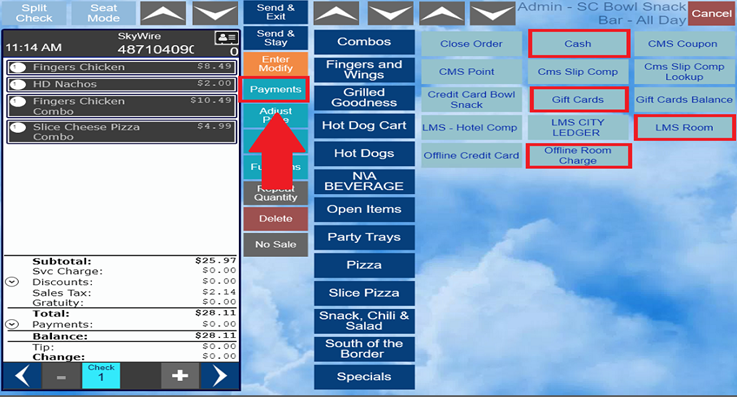 Split
Check
Seat
Mode
Send &
Exit
Admin - SC Bowl Snack
Bar - All Day
Cancel
SkyWire
11:14 AM
487104090
0
1 Fingers Chicken $8.49
1 HD Nachos $2.00
1 Fingers Chicken $10.49
Combo
1 Slice Cheese Pizza $4.99
Combo
Subtotal: $25.97
Svc Charge: $0.00
Discounts: $0.00
Sales Tax: $2.14
Gratuity: $0.00
Total: $28.11
Payments: $0.00
Balance: $28.11
Tip: $0.00
Change: $0.00
-
Check
1
+
Send &
Stay
Enter
Modify
Payments
Adjust
Repeat
Quantity
Delete
No Sale
Combos
Fingers and
Wings
Grilled
Goodness
Hot Dog Cart
Hot Dogs
N\A
BEVERAGE
Open Items
Party Trays
Pizza
Slice Pizza
Snack, Chili &
Salad
South of the
Border
Specials
Close Order
Cash
CMS Coupon
CMS Point
Cms Slip Comp
Cms Slip Comp
Lookup
Credit Card Bowl
Snack
Gift Cards
Gift Cards Balance
LMS - Hotel Comp
LMS CITY
LEDGER
LMS Room
Offline Credit Card
Offline Room
Charge